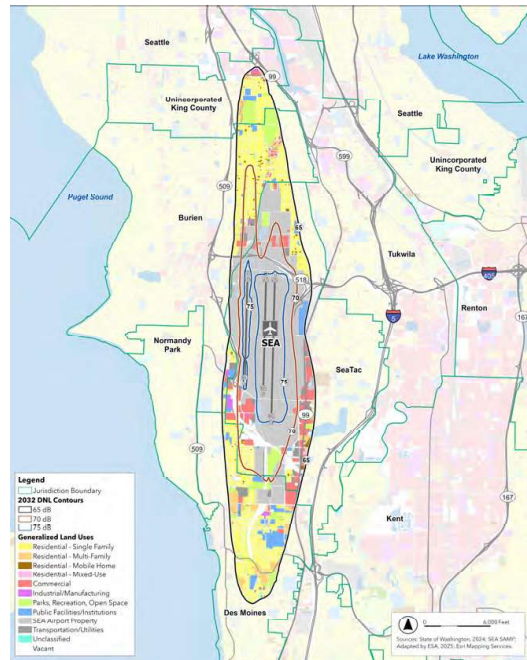 Seattle
99
Lake Washington
Unincorporated
King County
Seattle
599
Unincorporated
King County
509
Puget Sound
65
Burien
Tukwila
518
405
75
70
5
Renton
167
SEA
Normandy
Park
SeaTac
75
99
70
509
65
167
Kent
Des Moines
Legend
Jurisdiction Boundary
2032 DNL Contours
65 dB
70 dB
75 dB
Generalized Land Uses
Residential - Single Family
Residential - Multi-Family
Residential - Mobile Home
Residential - Mixed-Use
Commercial
Industrial/Manufacturing
Parks, Recreation, Open Space
Public Facilities/Institutions
SEA Airport Property
Transportation/Utilities
Unclassified
Vacant
0 6,000 Feet
Sources: State of Washington, 2024; SEA SAMP;
Adapted by ESA, 2025; Esri Mapping Services.